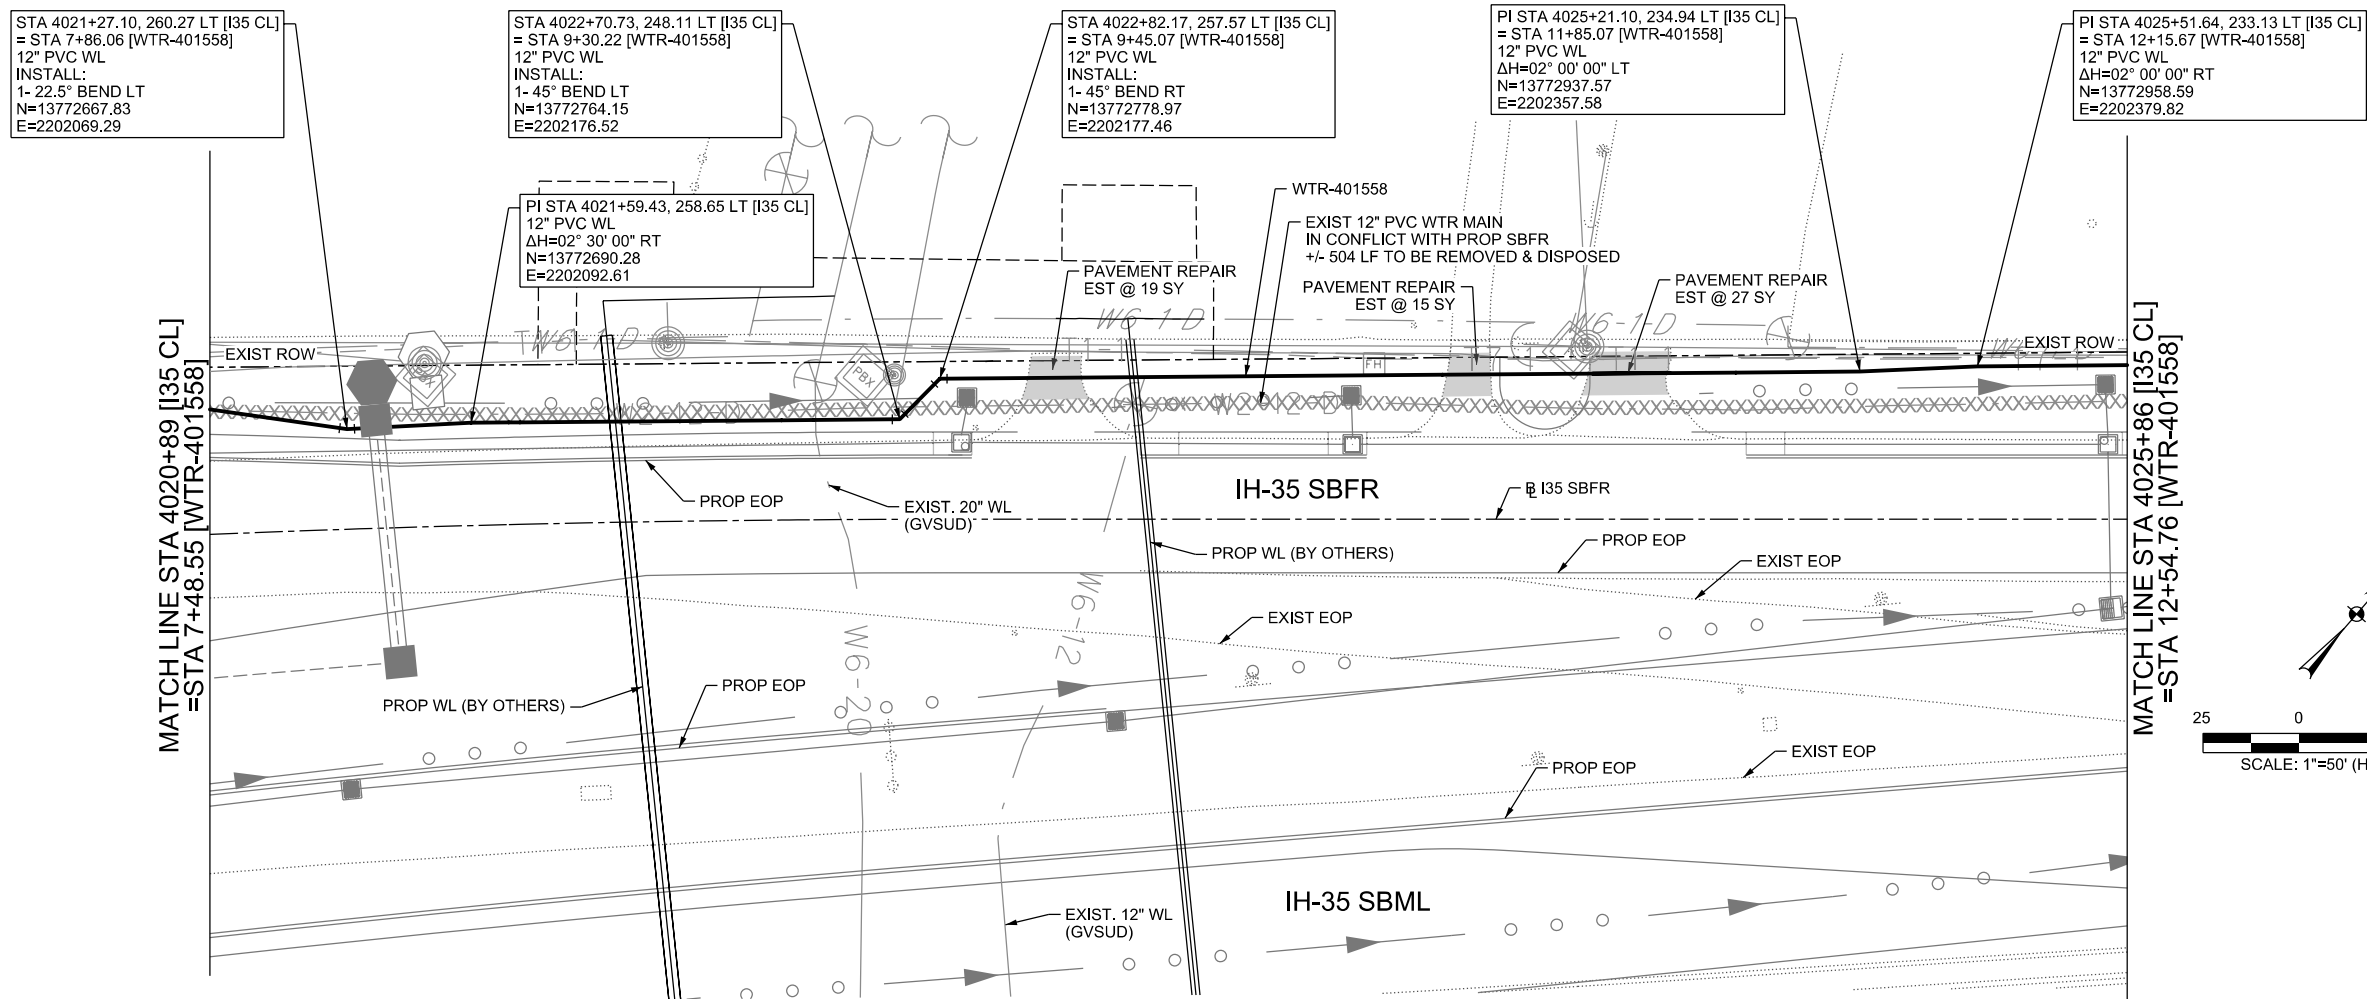 STA 4021+27.10, 260.27 LT [I35 CL]
= STA 7+86.06 [WTR-401558]
12" PVC WL
INSTALL:
1- 22.5° BEND LT
N=13772667.83
E=2202069.29
STA 4022+70.73, 248.11 LT [I35 CL]
= STA 9+30.22 [WTR-401558]
12" PVC WL
INSTALL:
1- 45° BEND LT
N=13772764.15
E=2202176.52
STA 4022+82.17, 257.57 LT [I35 CL]
= STA 9+45.07 [WTR-401558]
12" PVC WL
INSTALL:
1- 45° BEND RT
N=13772778.97
E=2202177.46
PI STA 4025+21.10, 234.94 LT [I35 CL]
= STA 11+85.07 [WTR-401558]
12" PVC WL
ΔH=02° 00' 00" LT
N=13772937.57
E=2202357.58
PI STA 4025+51.64, 233.13 LT [I35 CL]
= STA 12+15.67 [WTR-401558]
12" PVC WL
ΔH=02° 00' 00" RT
N=13772958.59
E=2202379.82
PI STA 4021+59.43, 258.65 LT [I35 CL]
12" PVC WL
ΔH=02° 30' 00" RT
N=13772690.28
E=2202092.61
WTR-401558
EXIST 12" PVC WTR MAIN
IN CONFLICT WITH PROP SBFR
+/- 504 LF TO BE REMOVED & DISPOSED
PAVEMENT REPAIR
EST @ 19 SY
PAVEMENT REPAIR
EST @ 15 SY
PAVEMENT REPAIR
EST @ 27 SY
TW6-1-D
W6-1-D
W6-1-D
EXIST ROW
EXIST ROW
PBX
PBX
FH
W2-12-D
MATCH LINE STA 4020+89 [I35 CL]
=STA 7+48.55 [WTR-401558]
MATCH LINE STA 4025+86 [I35 CL]
=STA 12+54.76 [WTR-401558]
PROP EOP
EXIST. 20" WL
(GVSUD)
IH-35 SBFR
BL I35 SBFR
PROP WL (BY OTHERS)
PROP EOP
EXIST EOP
EXIST EOP
W6-20
W6-12
PROP WL (BY OTHERS)
PROP EOP
PROP EOP
EXIST EOP
25 0
SCALE: 1"=50' (H
EXIST. 12" WL
(GVSUD)
IH-35 SBML